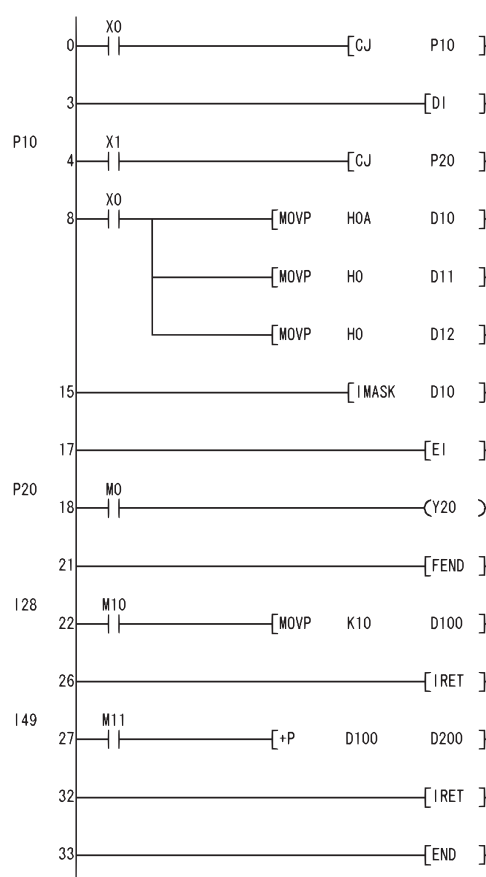 X0
0 [CJ P10 ]
3 [DI ]
P10 X1
4 [CJ P20 ]
X0
8 [MOVP H0A D10 ]
[MOVP H0 D11 ]
[MOVP H0 D12 ]
15 [IMASK D10 ]
17 [EI ]
P20 M0
18 (Y20 )
21 [FEND ]
I28 M10
22 [MOVP K10 D100 ]
26 [IRET ]
I49 M11
27 [+P D100 D200 ]
32 [IRET ]
33 [END ]